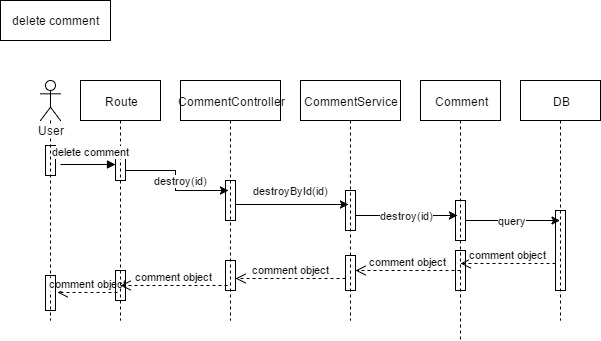 delete comment
Route
CommentController
CommentService
Comment
DB
User
delete comment
destroy(id)
destroyById(id)
destroy(id)
query
comment object
comment object
comment object
comment object
comment object